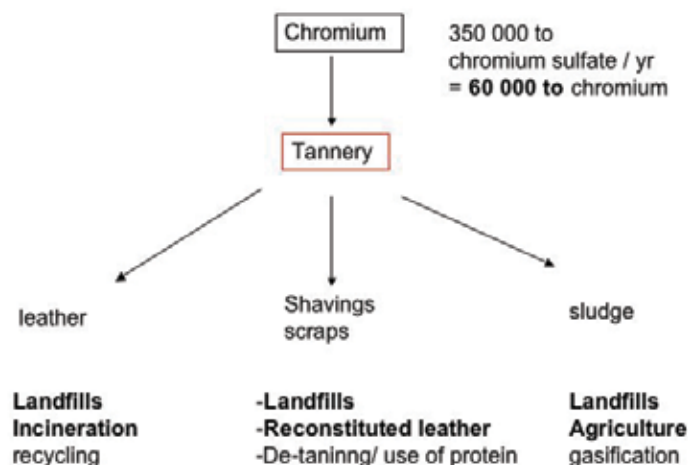 Chromium
350 000 to
chromium sulfate / yr
= 60 000 to chromium
Tannery
leather
Shavings
scraps
sludge
Landfills
Incineration
recycling
-Landfills
-Reconstituted leather
-De-taninng/ use of protein
Landfills
Agriculture
gasification